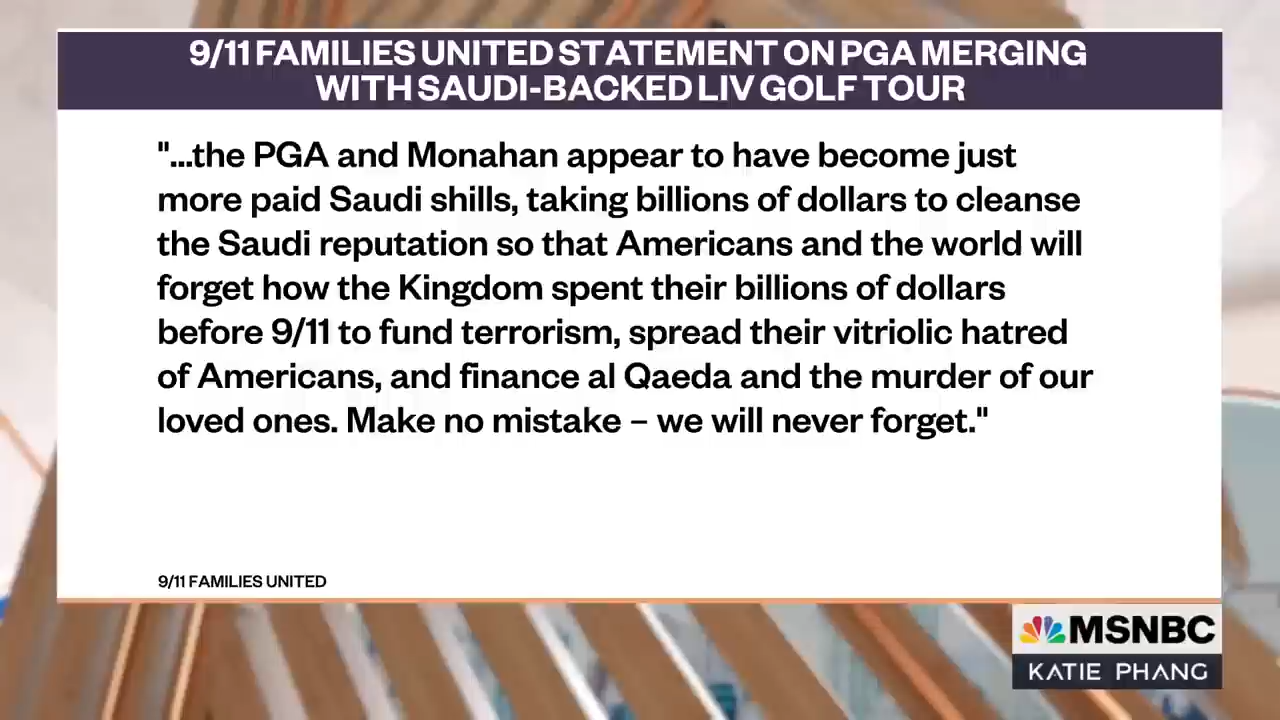 9/11 FAMILIES UNITED STATEMENT ON PGA MERGING
WITH SAUDI-BACKED LIV GOLF TOUR
"...the PGA and Monahan appear to have become just
more paid Saudi shills, taking billions of dollars to cleanse
the Saudi reputation so that Americans and the world will
forget how the Kingdom spent their billions of dollars
before 9/11 to fund terrorism, spread their vitriolic hatred
of Americans, and finance al Qaeda and the murder of our
loved ones. Make no mistake – we will never forget."
9/11 FAMILIES UNITED
MSNBC
KATIE PHANG